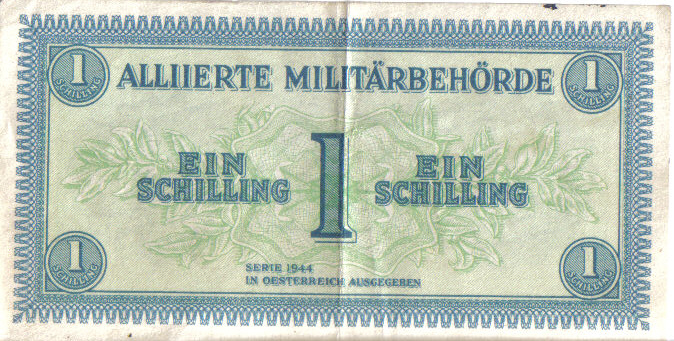 1 SCHILLING
ALLIIERTE MILITÄRBEHÖRDE
1 SCHILLING
EIN SCHILLING
1
EIN SCHILLING
1 SCHILLING
SERIE 1944
IN OESTERREICH AUSGEGEBEN
1 SCHILLING